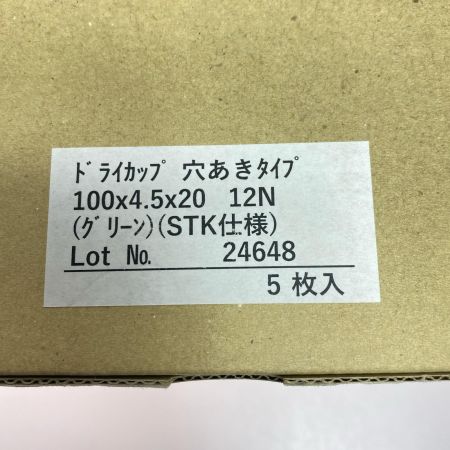 ﾄﾞﾗｲｶｯﾌﾟ 穴あきﾀｲﾌﾟ
100x4.5x20 12N
(ｸﾞﾘｰﾝ)(STK仕様)
Lot №. 24648
5 枚入